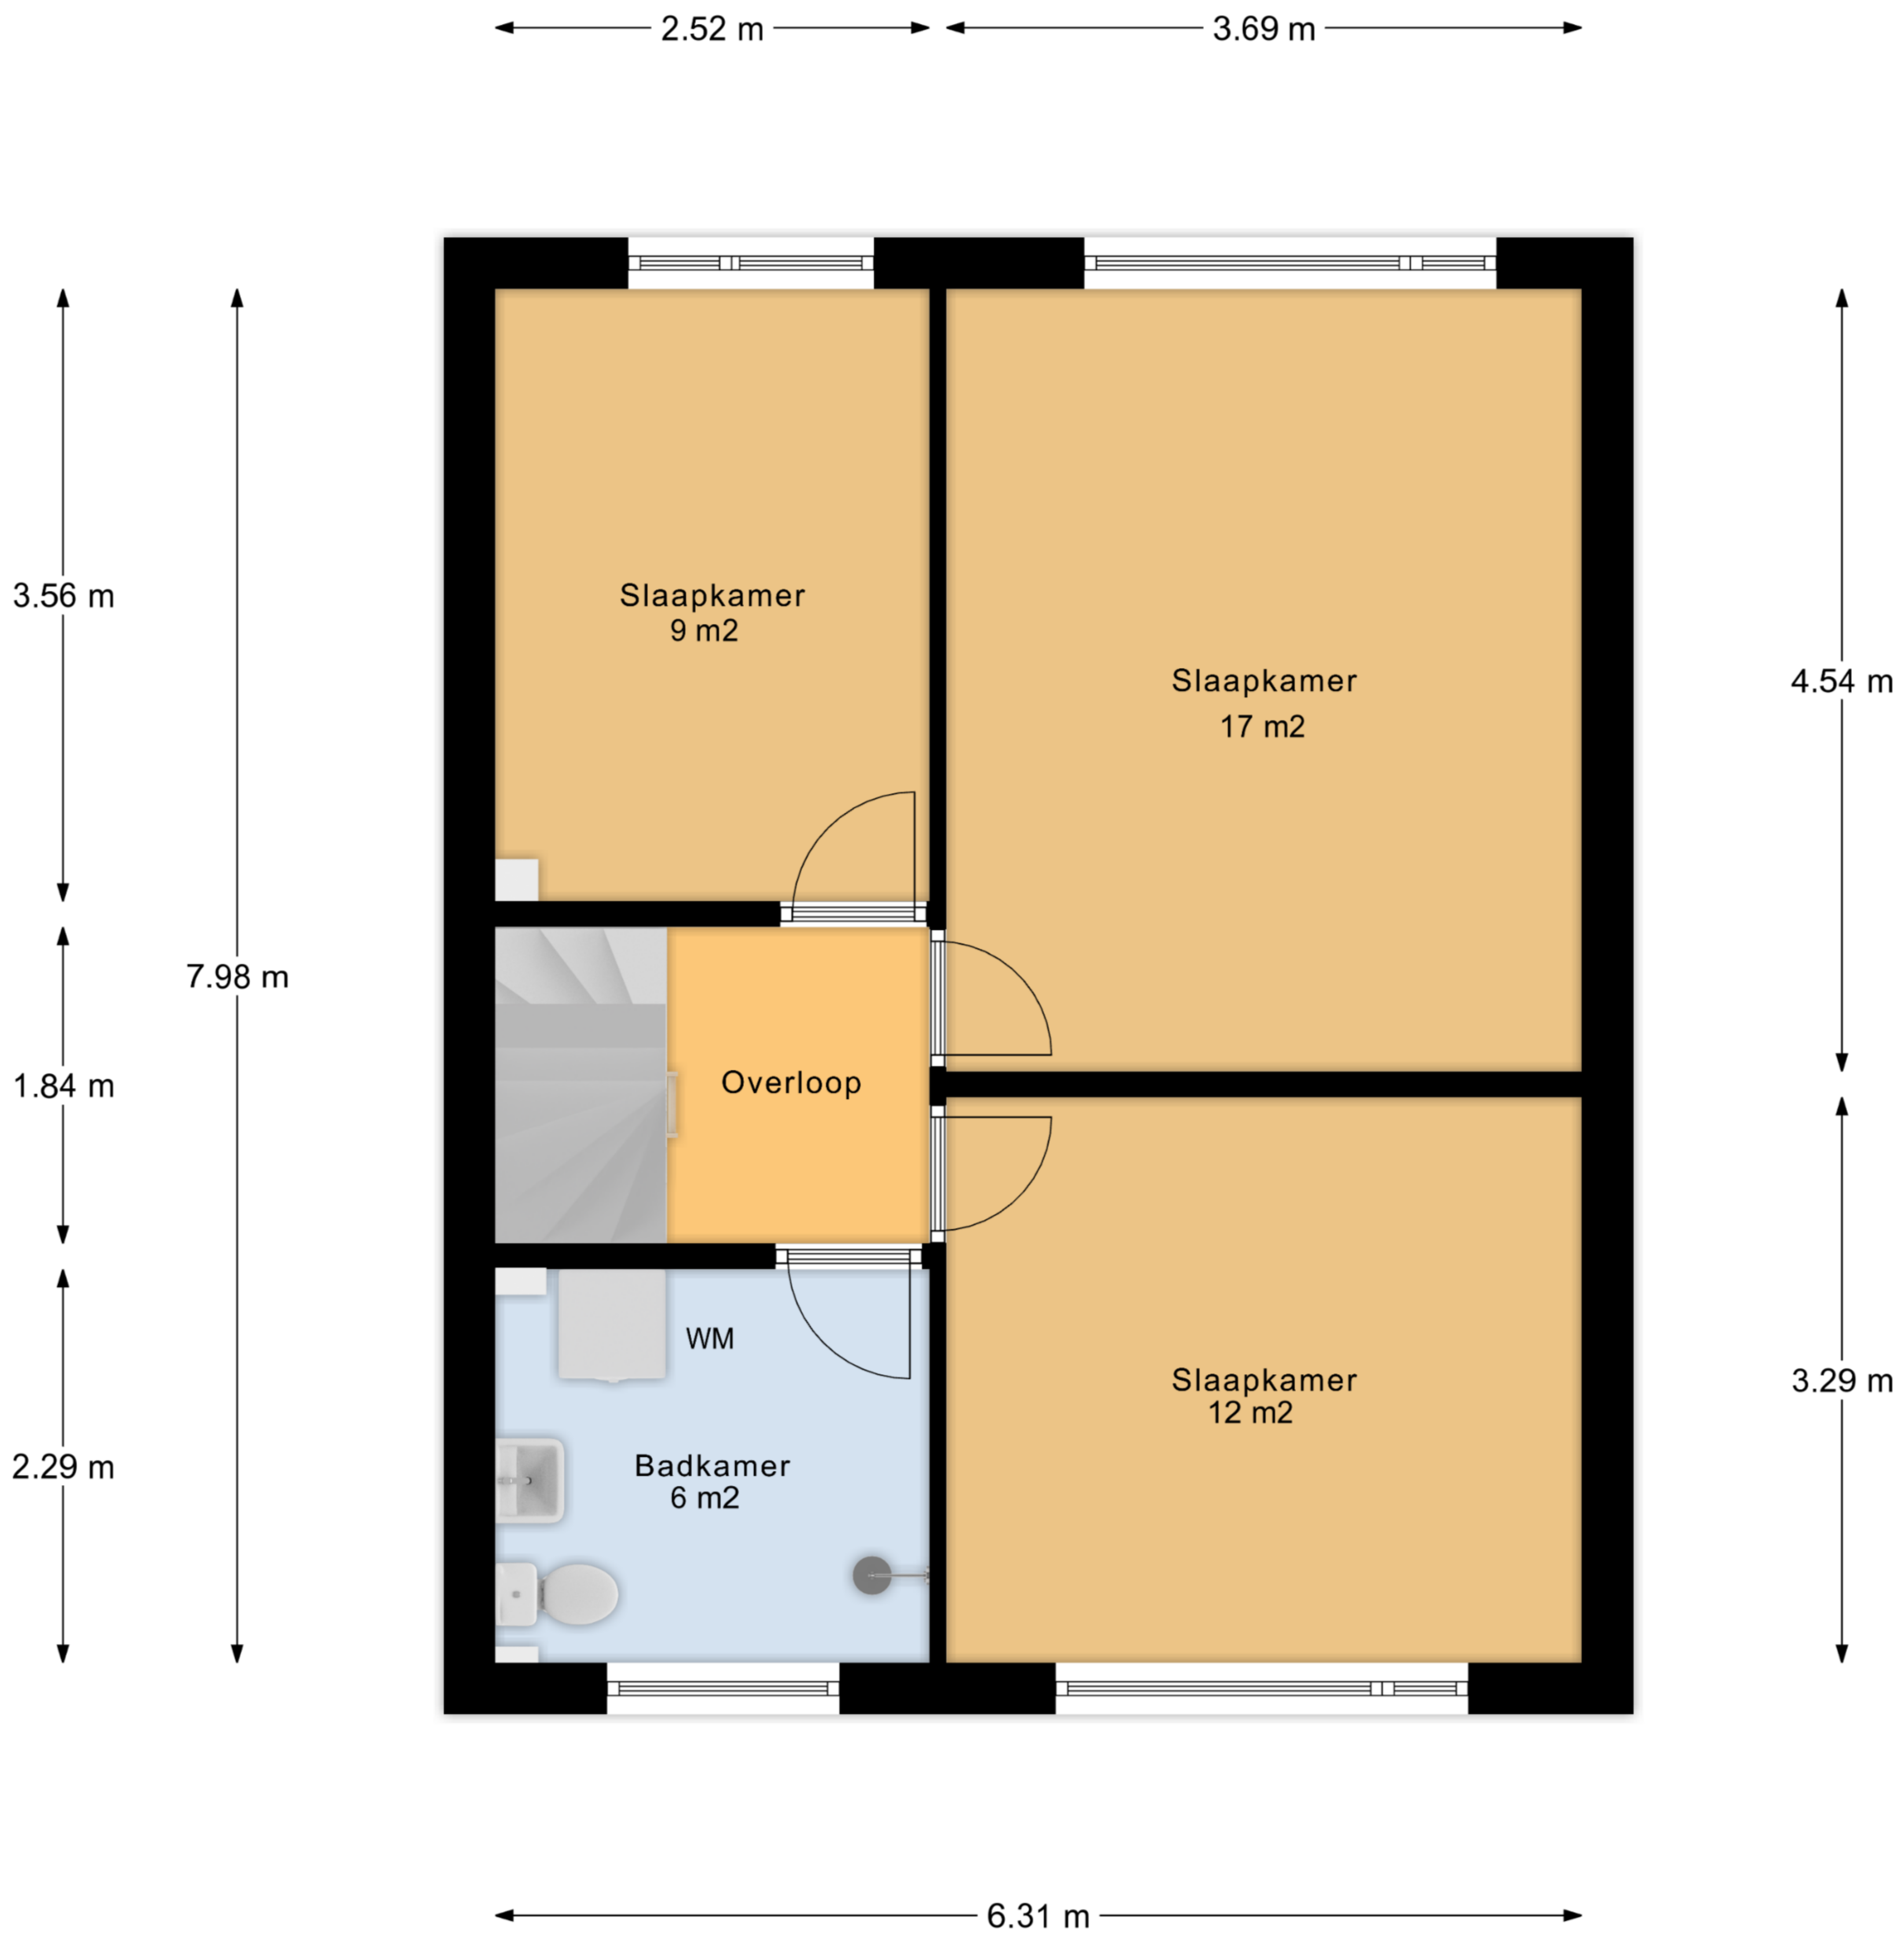 2.52 m
3.69 m
Slaapkamer
9 m2
3.56 m
Slaapkamer
17 m2
4.54 m
7.98 m
1.84 m
Overloop
WM
Slaapkamer
12 m2
3.29 m
2.29 m
Badkamer
6 m2
6.31 m